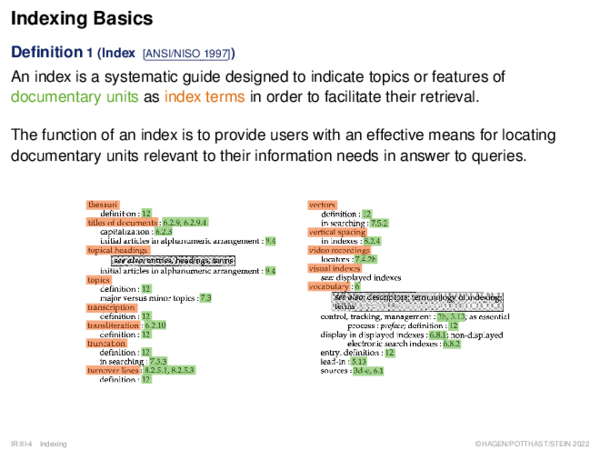 Indexing Basics
Definition 1 (Index [ANSI/NISO 1997])
An index is a systematic guide designed to indicate topics or features of
documentary units as index terms in order to facilitate their retrieval.
The function of an index is to provide users with an effective means for locating
documentary units relevant to their information needs in answer to queries.
thesauri
definition : 12
titles of documents : 6.2.9, 6.2.9.4
capitalization : 6.2.3
initial articles in alphanumeric arrangement : 9.4
topical headings
see also entries, headings, terms
initial articles in alphanumeric arrangement : 9.4
topics
definition : 12
major versus minor topics : 7.3
transcription
definition : 12
transliteration : 6.2.10
definition : 12
truncation
definition : 12
in searching : 7.5.3
turnover lines : 8.2.5.1, 8.2.5.3
definition : 12
vectors
definition : 12
in searching : 7.5.2
vertical spacing
in indexes : 8.2.4
video recordings
locators : 7.4.2
visual indexes
see displayed indexes
vocabulary : 6
see also descriptors; terminology of indexing;
terms
control, tracking, management : 3b, 5.13, as essential
process : preface; definition : 12
display in displayed indexes : 6.8.1; non-displayed
electronic search indexes : 6.8.2
entry, definition : 12
lead-in : 5.13
sources : 3d-e, 6.1
IR:III-4 Indexing
©HAGEN/POTTHAST/STEIN 2022